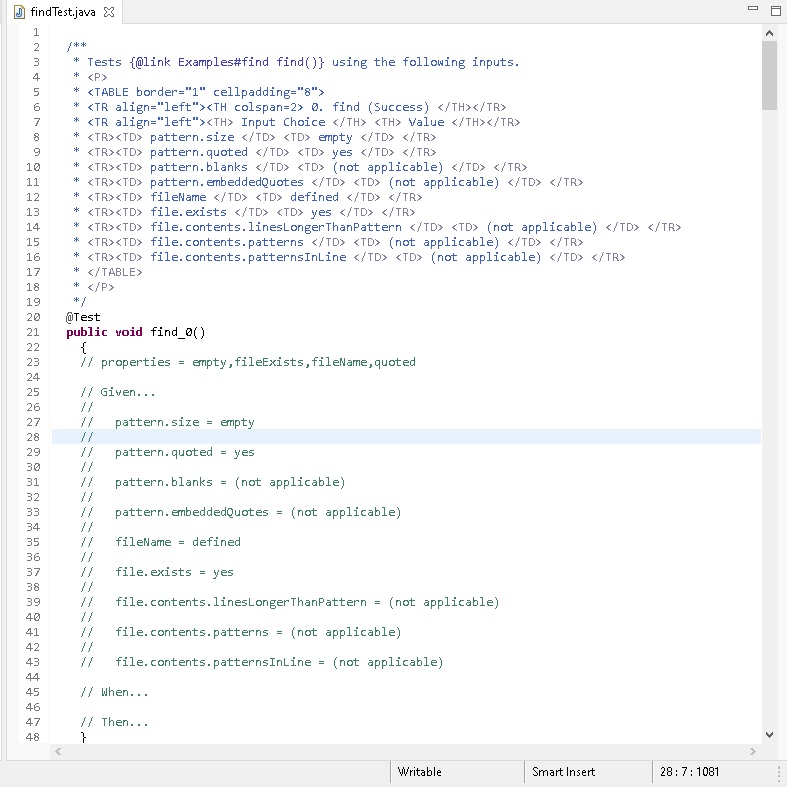 findTest.java
1
2 /**
3 * Tests {@link Examples#find find()} using the following inputs.
4 * <P>
5 * <TABLE border="1" cellpadding="8">
6 * <TR align="left"><TH colspan=2> 0. find (Success) </TH></TR>
7 * <TR align="left"><TH> Input Choice </TH> <TH> Value </TH></TR>
8 * <TR><TD> pattern.size </TD> <TD> empty </TD> </TR>
9 * <TR><TD> pattern.quoted </TD> <TD> yes </TD> </TR>
10 * <TR><TD> pattern.blanks </TD> <TD> (not applicable) </TD> </TR>
11 * <TR><TD> pattern.embeddedQuotes </TD> <TD> (not applicable) </TD> </TR>
12 * <TR><TD> fileName </TD> <TD> defined </TD> </TR>
13 * <TR><TD> file.exists </TD> <TD> yes </TD> </TR>
14 * <TR><TD> file.contents.linesLongerThanPattern </TD> <TD> (not applicable) </TD> </TR>
15 * <TR><TD> file.contents.patterns </TD> <TD> (not applicable) </TD> </TR>
16 * <TR><TD> file.contents.patternsInLine </TD> <TD> (not applicable) </TD> </TR>
17 * </TABLE>
18 * </P>
19 */
20 @Test
21 public void find_0()
22 {
23 // properties = empty,fileExists,fileName,quoted
24
25 // Given...
26 //
27 // pattern.size = empty
28 //
29 // pattern.quoted = yes
30 //
31 // pattern.blanks = (not applicable)
32 //
33 // pattern.embeddedQuotes = (not applicable)
34 //
35 // fileName = defined
36 //
37 // file.exists = yes
38 //
39 // file.contents.linesLongerThanPattern = (not applicable)
40 //
41 // file.contents.patterns = (not applicable)
42 //
43 // file.contents.patternsInLine = (not applicable)
44
45 // When...
46
47 // Then...
48 }
Writable Smart Insert 28 : 7 : 1081